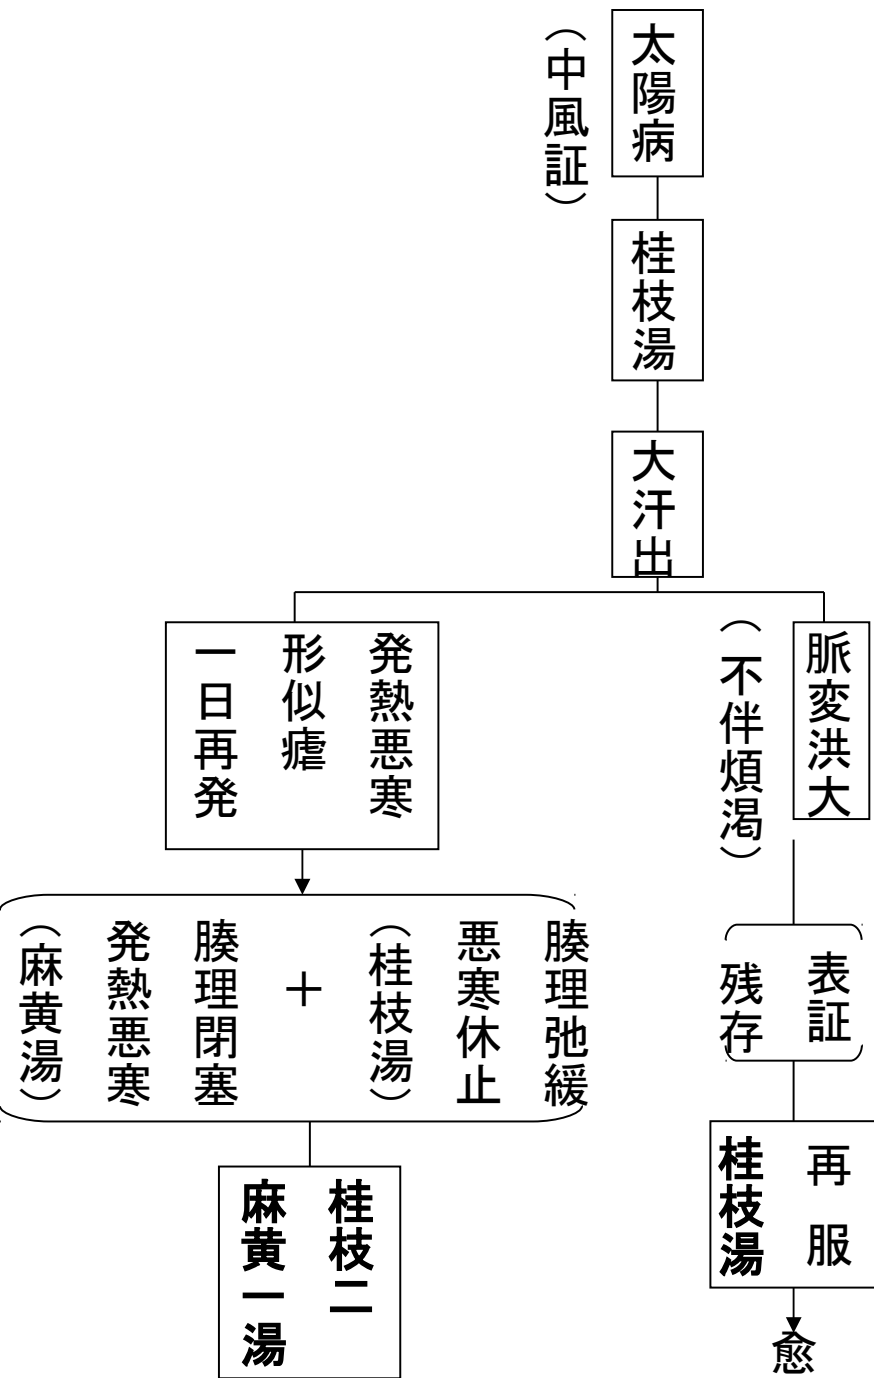 太陽病
（中風証）
桂枝湯
大汗出
脈変洪大
（不伴煩渇）
表証
残存
再服
桂枝湯
愈
発熱悪寒
形似瘧
一日再発
腠理弛緩
悪寒休止
（桂枝湯）
＋
腠理閉塞
発熱悪寒
（麻黄湯）
桂枝二
麻黄一湯